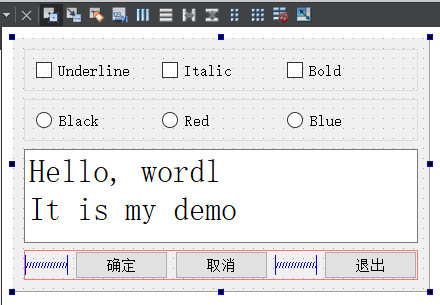 Underline Italic Bold
Black Red Blue
Hello, wordl
It is my demo
确定 取消 退出